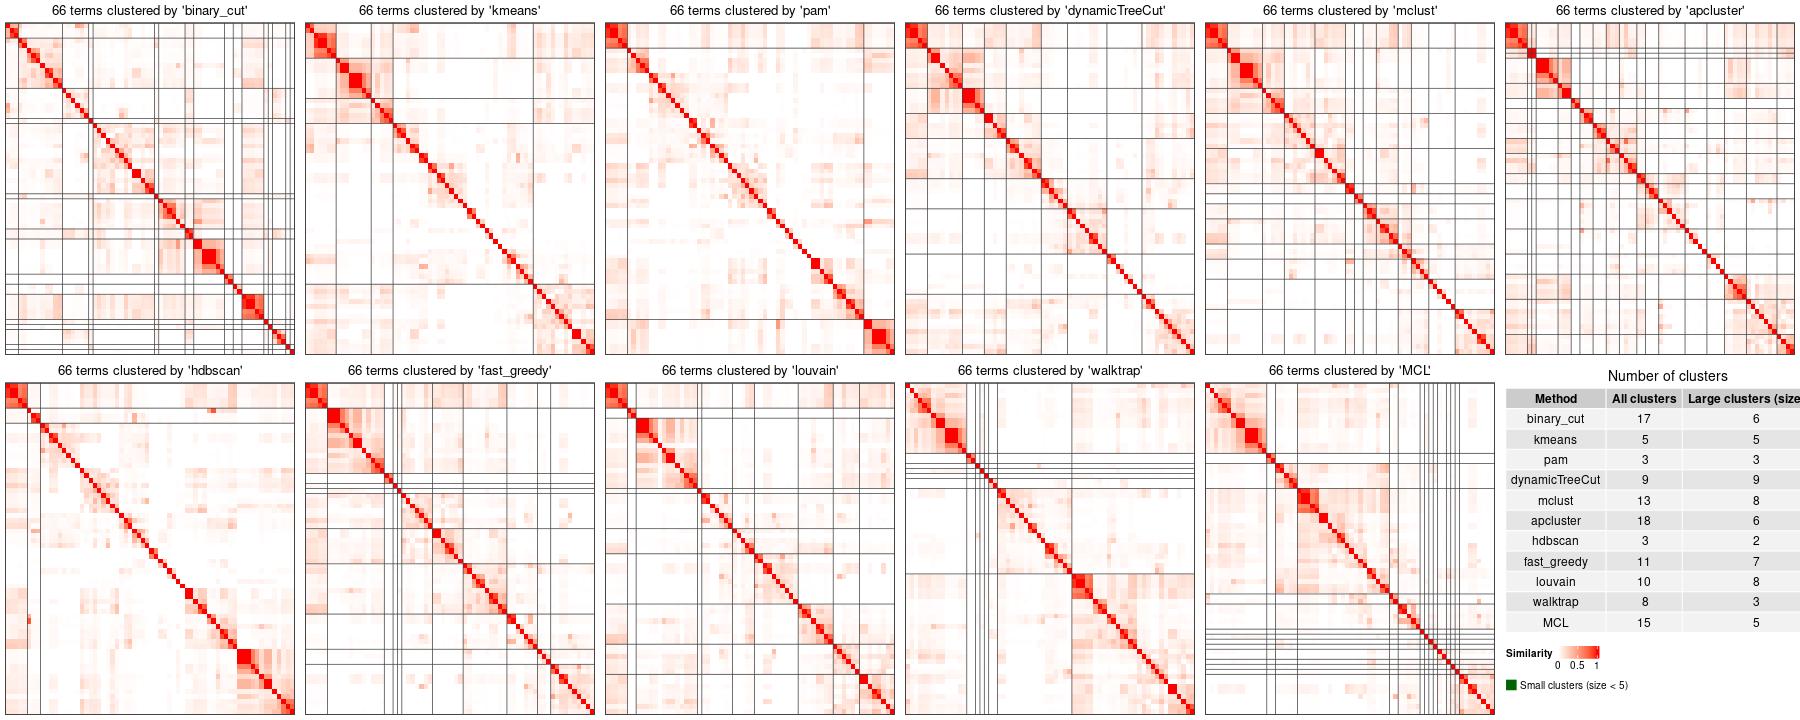 66 terms clustered by 'binary_cut'
66 terms clustered by 'kmeans'
66 terms clustered by 'pam'
66 terms clustered by 'dynamicTreeCut'
66 terms clustered by 'mclust'
66 terms clustered by 'apcluster'
66 terms clustered by 'hdbscan'
66 terms clustered by 'fast_greedy'
66 terms clustered by 'louvain'
66 terms clustered by 'walktrap'
66 terms clustered by 'MCL'
Number of clusters
Method All clusters Large clusters (size
binary_cut 17 6
kmeans 5 5
pam 3 3
dynamicTreeCut 9 9
mclust 13 8
apcluster 18 6
hdbscan 3 2
fast_greedy 11 7
louvain 10 8
walktrap 8 3
MCL 15 5
Similarity
0 0.5 1
Small clusters (size < 5)